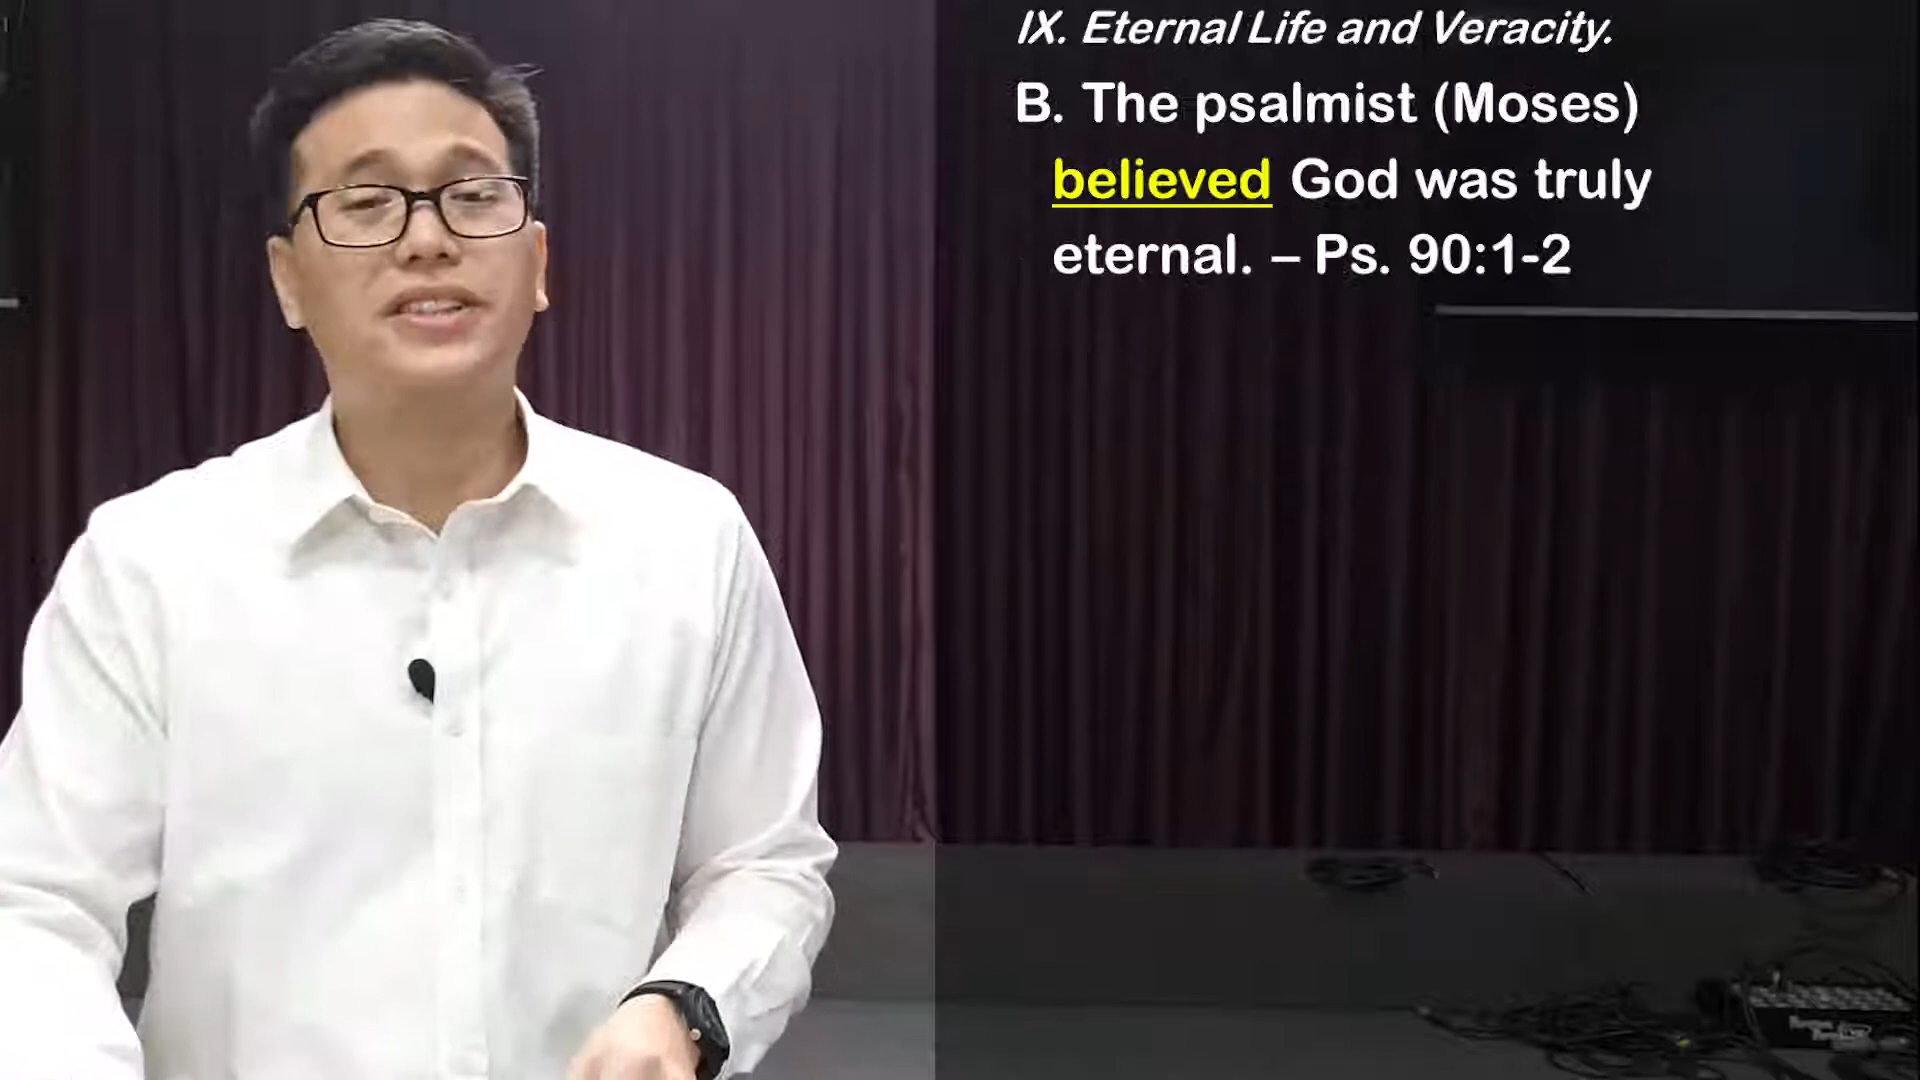 IX. Eternal Life and Veracity.
B. The psalmist (Moses)
believed God was truly
eternal. – Ps. 90:1-2